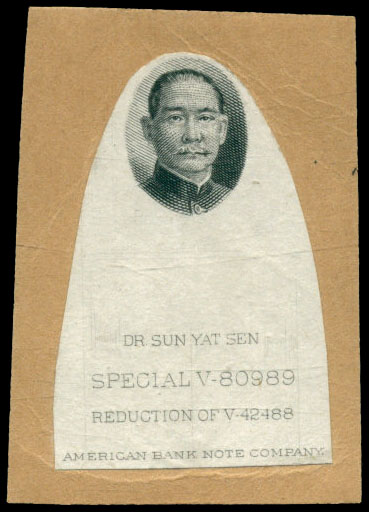 DR SUN YAT SEN
SPECIAL V-80989
REDUCTION OF V-42488
AMERICAN BANK NOTE COMPANY.